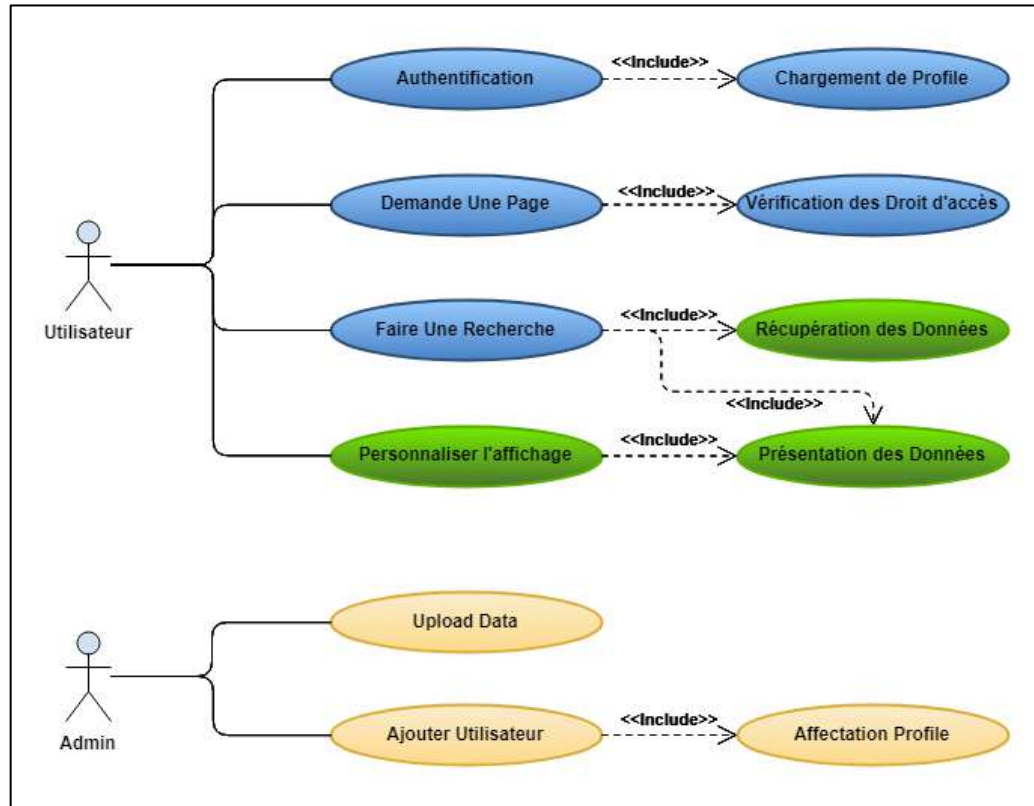 Authentification
<<Include>>
Chargement de Profile
Demande Une Page
<<Include>>
Vérification des Droit d'accès
Utilisateur
Faire Une Recherche
<<Include>>
Récupération des Données
<<Include>>
Personnaliser l'affichage
<<Include>>
Présentation des Données
Upload Data
Admin
Ajouter Utilisateur
<<Include>>
Affectation Profile